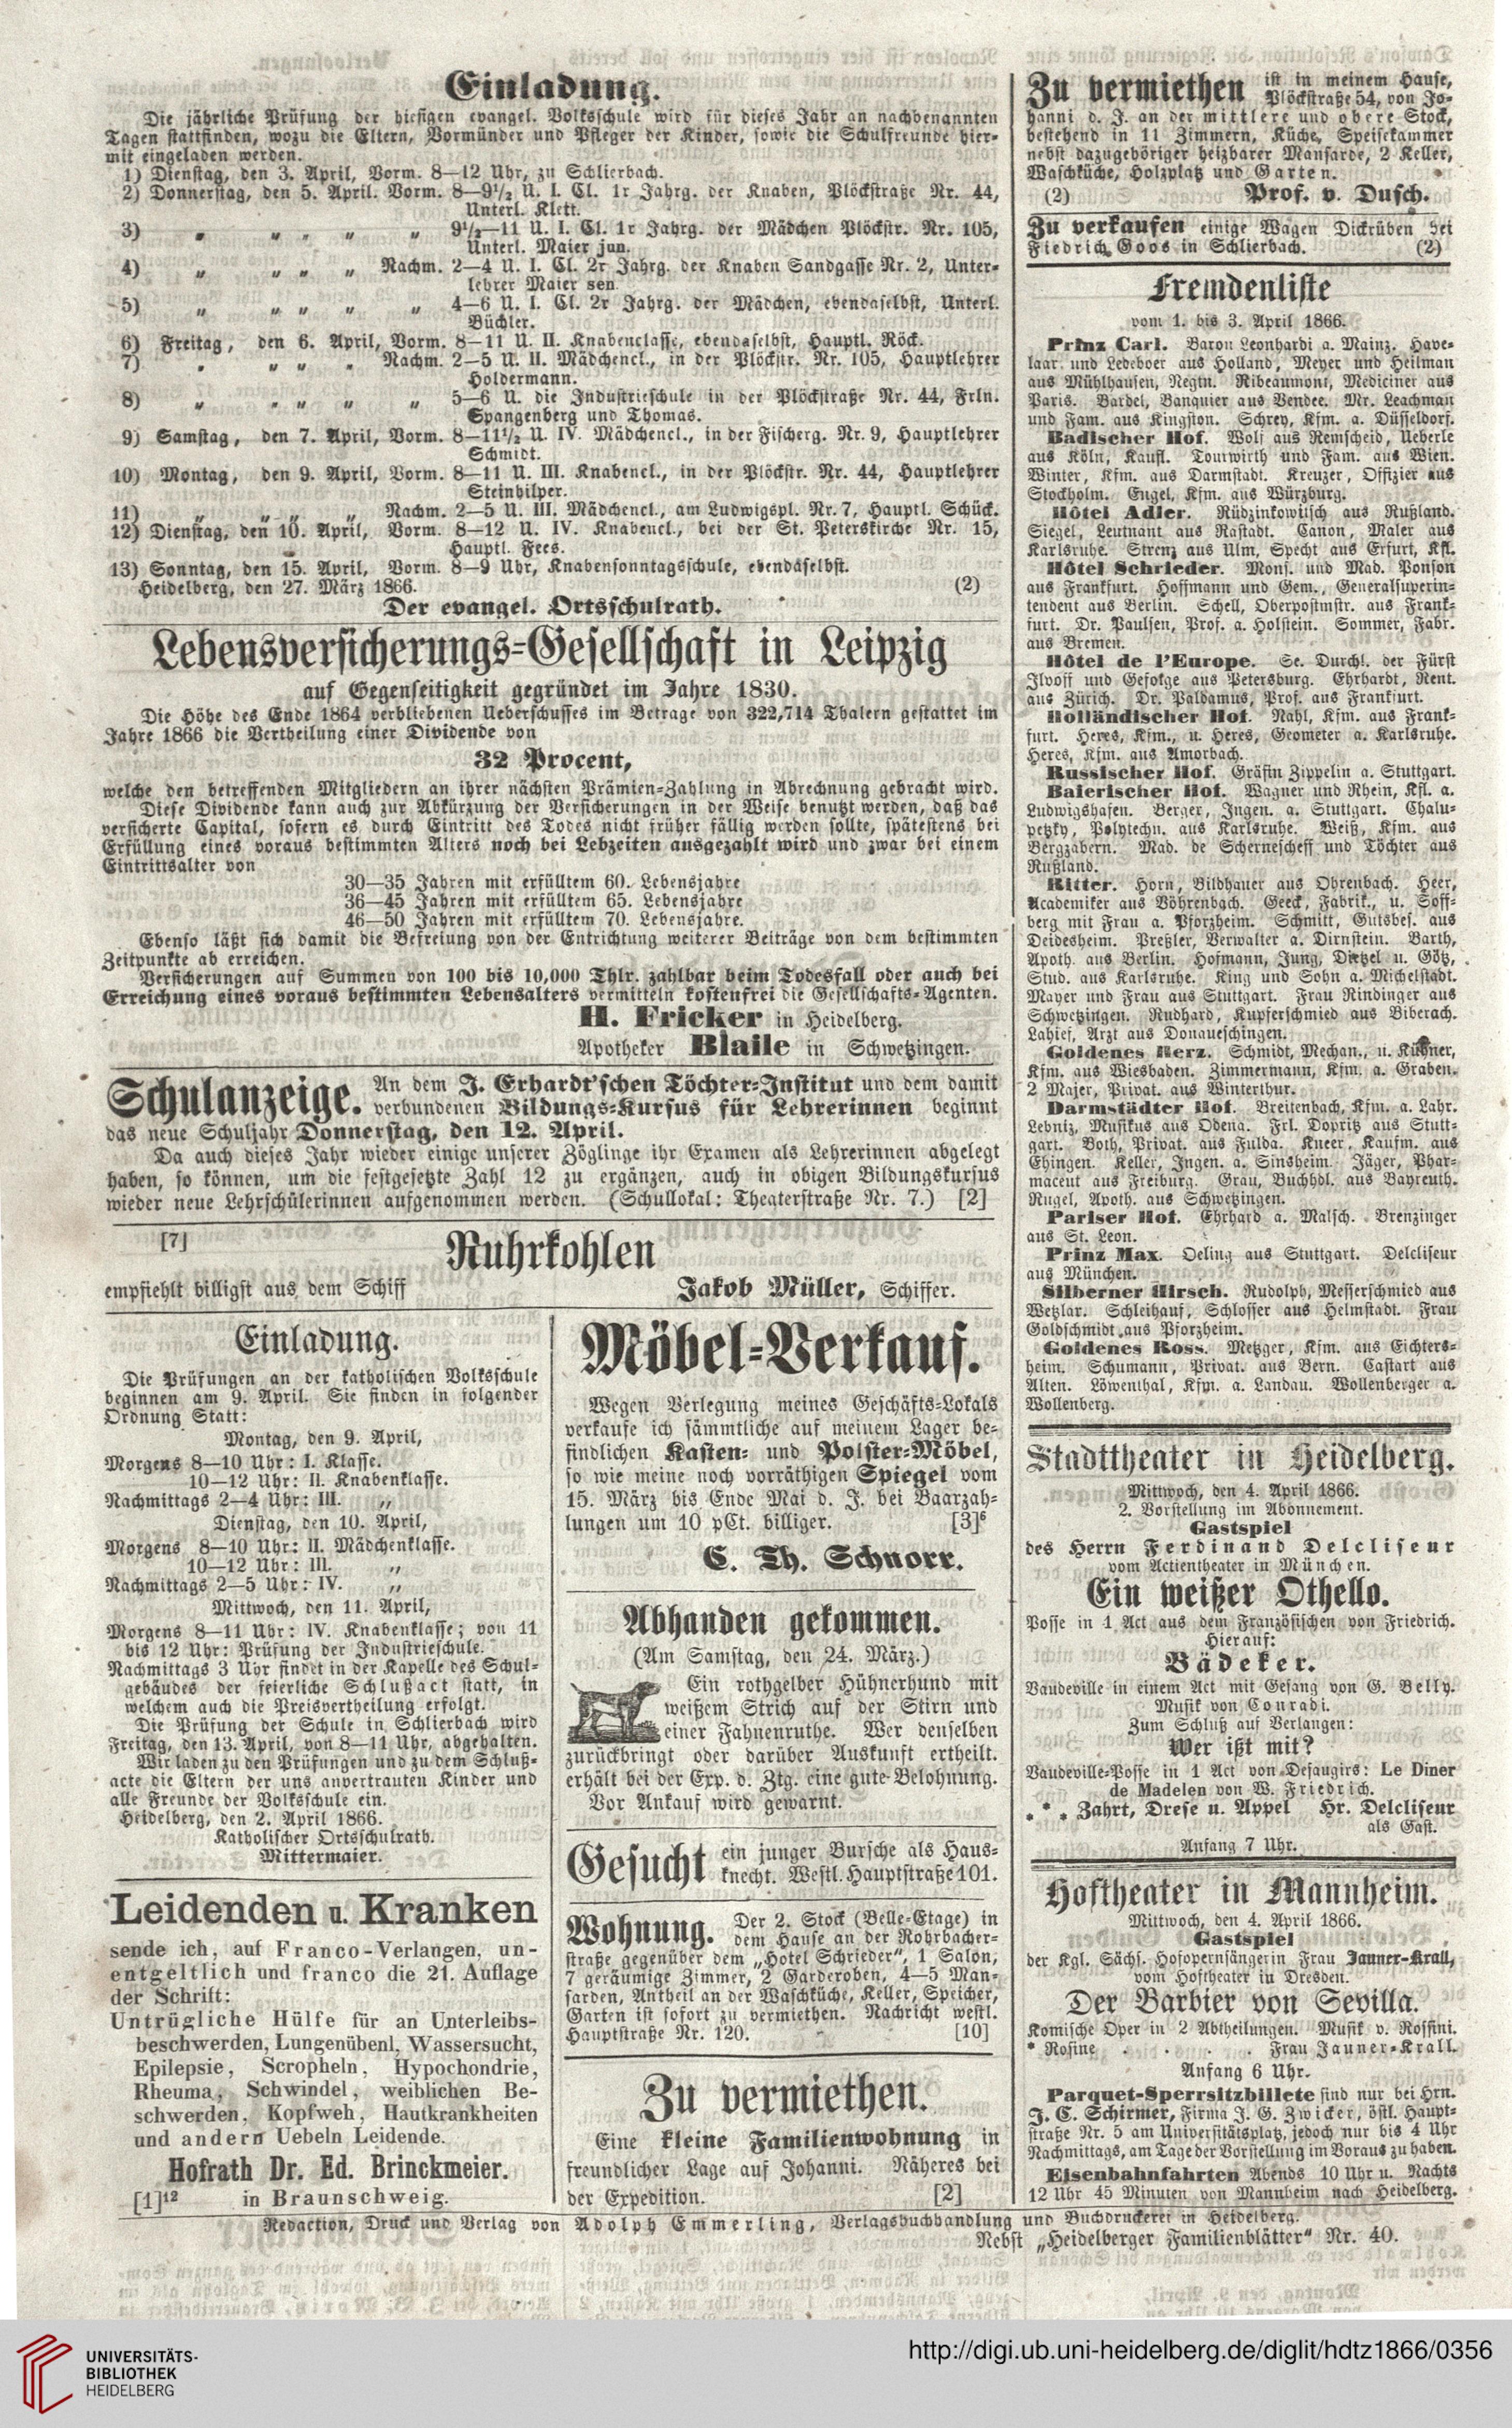 Einladung.
Die jährliche Prüfung der hiesigen evangel. Volksschule wird für dieses Jahr an nachbenannten
Tagen stattfinden, wozu die Eltern, Vormünder und Pfleger der Kinder, sowie die Schulfreunde hier-
mit eingeladen werden.
1) Dienstag, den 3. April, Vorm. 8—12 Uhr, zu Schlierbach.
2) Donnerstag, den 5. April. Vorm. 8—9½ U. I. Cl. 1r Jahrg. der Knaben, Plöckstraße Nr. 44,
Unterl. Klett.
3) „ „ „ „ „ 9½—11 U. I. Cl. 1r Jahrg. der Mädchen Plöckstr. Nr. 105,
Unterl. Maier jun.
4) „ „ „ „ Nachm. 2—4 U. I. Cl. 2r Jahrg. der Knaben Sandgasse Nr. 2, Unter-
lehrer Maier sen.
5) „ „ „ „ „ 4—6 U. I. Cl. 2r Jahrg. der Mädchen, ebendaselbst, Unterl.
Büchler.
6) Freitag, den 6. April, Vorm. 8—11 U. II. Knabenclasse, ebendaselbst, Hauptl. Röck.
7) „ „ „ „ Nachm. 2—5 U. II. Mädchencl., in der Plöckstr. Nr. 105, Hauptlehrer
Holdermann.
8) „ „ „ „ „ 5—6 U. die Industrieschule in der Plöckstraße Nr. 44, Frln.
Spangenberg und Thomas.
9) Samstag, den 7. April, Vorm. 8—11½ U. IV. Mädchencl., in der Fischerg. Nr. 9, Hauptlehrer
Schmidt.
10) Montag, den 9. April, Vorm. 8—11 U. III. Knabencl., in der Plöckstr. Nr. 44, Hauptlehrer
Steinhilper.
11) „ „ „ „ Nachm. 2—5 U. III. Mädchencl., am Ludwigspl. Nr. 7, Hauptl. Schück.
12) Dienstag, den 10. April, Vorm. 8—12 U. IV. Knabencl., bei der St. Peterskirche Nr. 15,
Hauptl. Fees.
13) Sonntag, den 15. April, Vorm. 8—9 Uhr, Knabensonntagsschule, ebendaselbst.
Heidelberg, den 27. März 1866. (2)
Der evangel. Ortsschulrath.
Lebensversicherungs-Gesellschaft in Leipzig
auf Gegenseitigkeit gegründet im Jahre 1830.
Die Höhe des Ende 1864 verbliebenen Ueberschusses im Betrage von 322,714 Thalern gestattet im
Jahre 1866 die Vertheilung einer Dividende von
32 Procent,
welche den betreffenden Mitgliedern an ihrer nächsten Prämien-Zahlung in Abrechnung gebracht wird.
Diese Dividende kann auch zur Abkürzung der Versicherungen in der Weise benutzt werden, daß das
versicherte Capital, sofern es durch Eintritt des Todes nicht früher fällig werden sollte, spätestens bei
Erfüllung eines voraus bestimmten Alters noch bei Lebzeiten ausgezahlt wird und zwar bei einem
Eintrittsalter von
30—35 Jahren mit erfülltem 60. Lebensjahre
36—45 Jahren mit erfülltem 65. Lebensjahre
46—50 Jahren mit erfülltem 70. Lebensjahre.
Ebenso läßt sich damit die Befreiung von der Entrichtung weiterer Beiträge von dem bestimmten
Zeitpunkte ab erreichen.
Versicherungen auf Summen von 100 bis 10,000 Thlr. zahlbar beim Todesfall oder auch bei
Erreichung eines voraus bestimmten Lebensalters vermitteln kostenfrei die Gesellschafts-Agenten.
H. Fricker in Heidelberg.
Apotheker Blaile in Schwetzingen.
Schulanzeige. An dem J. Erhardt'schen Töchter-Institut und dem damit
verbundenen Bildungs-Kursus für Lehrerinnen beginnt
das neue Schuljahr Donnerstag, den 12. April.
Da auch dieses Jahr wieder einige unserer Zöglinge ihr Examen als Lehrerinnen abgelegt
haben, so können, um die festgesetzte Zahl 12 zu ergänzen, auch in obigen Bildungskursus
wieder neue Lehrschülerinnen aufgenommen werden. (Schullokal: Theaterstraße Nr. 7.) [2]
[7] Ruhrkohlen
empfiehlt billigst aus dem Schiff Jakob Müller, Schiffer.
Einladung.
Die Prüfungen an der katholischen Volksschule
beginnen am 9. April. Sie finden in folgender
Ordnung Statt:
Montag, den 9. April,
Morgens 8—10 Uhr: I. Klasse.
10—12 Uhr: II. Knabenklasse.
Nachmittags 2—4 Uhr: III. „
Dienstag, den 10. April,
Morgens 8—10 Uhr: II. Mädchenklasse.
10—12 Uhr: III. „
Nachmittags 2—5 Uhr: IV. „
Mittwoch, den 11. April,
Morgens 8—11 Uhr: IV. Knabenklasse; von 11
bis 12 Uhr: Prüfung der Industrieschule.
Nachmittags 3 Uhr findet in der Kapelle des Schul-
gebäudes der feierliche Schlußact statt, in
welchem auch die Preisvertheilung erfolgt.
Die Prüfung der Schule in Schlierbach wird
Freitag, den 13. April, von 8—11 Uhr, abgehalten.
Wir laden zu den Prüfungen und zu dem Schluß-
acte die Eltern der uns anvertrauten Kinder und
alle Freunde der Volksschule ein.
Heidelberg, den 2. April 1866.
Katholischer Ortsschulrath.
Mittermaier.
Leidenden u. Kranken
sende ich, auf Franco-Verlangen, un-
entgeltlich und franco die 21. Auflage
der Schrift:
Untrügliche Hülfe für an Unterleibs-
beschwerden, Lungenübenl, Wassersucht,
Epilepsie, Scropheln, Hypochondrie,
Rheuma, Schwindel, weiblichen Be-
schwerden, Kopfweh, Hautkrankheiten
und andern Uebeln Leidende.
Hofrath Dr. Ed. Brinckmeier.
[1]12 in Braunschweig.
Möbel-Verkauf.
Wegen Verlegung meines Geschäfts-Lokals
verkaufe ich sämmtliche auf meinem Lager be-
findlichen Kasten- und Polster-Möbel,
so wie meine noch vorräthigen Spiegel vom
15. März bis Ende Mai d. J. bei Baarzah-
lungen um 10 pCt. billiger. [3]6
C. Th. Schnorr.
Abhanden gekommen.
(Am Samstag, den 24. März.)
Ein rothgelber Hühnerhund mit
weißem Strich auf der Stirn und
einer Fahnenruthe. Wer denselben
zurückbringt oder darüber Auskunft ertheilt.
erhält bei der Exp. d. Ztg. eine gute Belohnung.
Vor Ankauf wird gewarnt.
Gesucht ein junger Bursche als Haus-
knecht. Westl. Hauptstraße 101.
Wohnung. Der 2. Stock (Belle-Etage) in
dem Hause an der Rohrbacher-
straße gegenüber dem „Hotel Schrieder“, 1 Salon,
7 geräumige Zimmer, 2 Garderoben, 4—5 Man-
sarden, Antheil an der Waschküche, Keller, Speicher,
Garten ist sofort zu vermiethen. Nachricht westl.
Hauptstraße Nr. 120. [10]
Zu vermiethen.
Eine kleine Familienwohnung in
freundlicher Lage auf Johanni. Näheres bei
der Expedition. [2]
Zu vermiethen ist in meinem Hause,
Plöckstraße 54, von Jo-
hanni d. J. an der mittlere und obere Stock,
bestehend in 11 Zimmern, Küche, Speisekammer
nebst dazugehöriger heizbarer Mansarde, 2 Keller,
Waschküche, Holzplatz und Garten.
(2) Prof. v. Dusch.
Zu verkaufen einige Wagen Dickrüben bei
Fiedrich Goos in Schlierbach. (2)
Fremdenliste
vom 1. bis 3. April 1866.
Prinz Carl. Baron Leonhardi a. Mainz. Have-
laar und Ledeboer aus Holland, Meyer und Heilman
aus Mühlhausen, Negtn. Ribeaumont, Mediciner aus
Paris. Bardel, Banquier aus Vendee. Mr. Leachman
und Fam. aus Kingston. Schrey, Kfm. a. Düsseldorf.
Badischer Hof. Wolf aus Remscheid, Ueberle
aus Köln, Kaufl. Tourwirth und Fam. aus Wien.
Winter, Kfm. aus Darmstadt. Kreuzer, Offizier aus
Stockholm. Engel, Kfm. aus Würzburg.
Hôtel Adler. Rüdzinkowitsch aus Rußland.
Siegel, Leutnant aus Rastadt. Canon, Maler aus
Karlsruhe. Strenz aus Ulm, Specht aus Erfurt, Kfl.
Hôtel Schrieder. Mons. und Mad. Ponson
aus Frankfurt. Hoffmann und Gem., Generalsuperin-
tendent aus Berlin. Schell, Oberpostmstr. aus Frank-
furt. Dr. Paulsen, Prof. a. Holstein. Sommer, Fabr.
aus Bremen.
Hôtel de l'Europe. Se. Durchl. der Fürst
Ilvoff und Gefolge aus Petersburg. Ehrhardt, Rent.
aus Zürich. Dr. Paldamus, Prof. aus Frankfurt.
Holländischer Hof. Nahl, Kfm. aus Frank-
furt. Heres, Kfm., u. Heres, Geometer a. Karlsruhe.
Heres, Kfm. aus Amorbach.
Russischer Hof. Gräfin Zippelin a. Stuttgart.
Baierischer Hof. Wagner und Rhein, Kfl. a.
Ludwigshafen. Berger, Ingen. a. Stuttgart. Chalu-
petzky, Polytechn. aus Karlsruhe. Weiß, Kfm. aus
Bergzabern. Mad. de Schernescheff und Töchter aus
Rußland.
Ritter. Horn, Bildhauer aus Ohrenbach. Heer,
Academiker aus Vöhrenbach. Geeck, Fabrik., u. Soff-
berg mit Frau a. Pforzheim. Schmitt, Gutsbes. aus
Deidesheim. Preßler, Verwalter a. Dirnstein. Barth,
Apoth. aus Berlin. Hofmann, Jung, Dietzel u. Götz,
Stud. aus Karlsruhe. King und Sohn a. Michelstadt.
Mayer und Frau aus Stuttgart. Frau Rindinger aus
Schwetzingen. Rudhard, Kupferschmied aus Biberach.
Lahief, Arzt aus Donaueschingen.
Goldenes Herz. Schmidt, Mechan., u. Kühner,
Kfm. aus Wiesbaden. Zimmermann, Kfm. a. Graben.
2 Majer, Privat. aus Winterthur.
Darmstädter Hof. Breitenbach, Kfm. a. Lahr.
Lebniz, Musikus aus Odena. Frl. Dopritz aus Stutt-
gart. Both, Privat. aus Fulda. Kneer, Kaufm. aus
Ehingen. Keller, Ingen. a. Sinsheim. Jäger, Phar-
maceut aus Freiburg. Grau, Buchhdl. aus Bayreuth.
Rugel, Apoth. aus Schwetzingen.
Pariser Hof. Ehrhard a. Malsch. Brenzinger
aus St. Leon.
Prinz Max. Oeling aus Stuttgart. Delcliseur
aus München.
Silberner Hirsch. Rudolph, Messerschmied aus
Wetzlar. Schleihauf, Schlosser aus Helmstadt. Frau
Goldschmidt aus Pforzheim.
Goldenes Ross. Metzger, Kfm. aus Eichters-
heim. Schumann, Privat. aus Bern. Castart aus
Alten. Löwenthal, Kfm. a. Landau. Wollenberger a.
Wollenberg.
Stadttheater in Heidelberg.
Mittwoch, den 4. April 1866.
2. Vorstellung im Abonnement.
Gastspiel
des Herrn Ferdinand Delcliseur
vom Actientheater in München.
Ein weißer Othello.
Posse in 1 Act aus dem Französischen von Friedrich.
Hierauf:
Bädeker.
Vaudeville in einem Act mit Gesang von G. Belly.
Musik von Conradi.
Zum Schluß auf Verlangen:
Wer ißt mit?
Vaudeville-Posse in 1 Act von Desaugirs: Le Diner
de Madelen von W. Friedrich.
*** Zahrt, Drese u. Appel Hr. Delcliseur
als Gast.
Anfang 7 Uhr.
Hoftheater in Mannheim.
Mittwoch, den 4. April 1866.
Gastspiel
der Kgl. Sächs. Hofopernsängerin Frau Jauner-Krall,
vom Hoftheater in Dresden.
Der Barbier von Sevilla.
Komische Oper in 2 Abtheilungen. Musik v. Rossini.
* Rosine . . . . Frau Jauner-Krall.
Anfang 6 Uhr.
Parquet-Sperrsitzbillete sind nur bei Hrn.
J. C. Schirmer, Firma J. G. Zwicker, östl. Haupt-
straße Nr. 5 am Universitätsplatz, jedoch nur bis 4 Uhr
Nachmittags, am Tage der Vorstellung im Voraus zu haben.
Eisenbahnfahrten Abends 10 Uhr u. Nachts
12 Uhr 45 Minuten von Mannheim nach Heidelberg.
Redaction, Druck und Verlag von Adolph Emmerling, Verlagsbuchhandlung und Buchdruckerei in Heidelberg.
Nebst „Heidelberger Familienblätter“ Nr. 40.
UNIVERSITÄTS-
BIBLIOTHEK
HEIDELBERG
http://digi.ub.uni-heidelberg.de/diglit/hdtz1866/0356